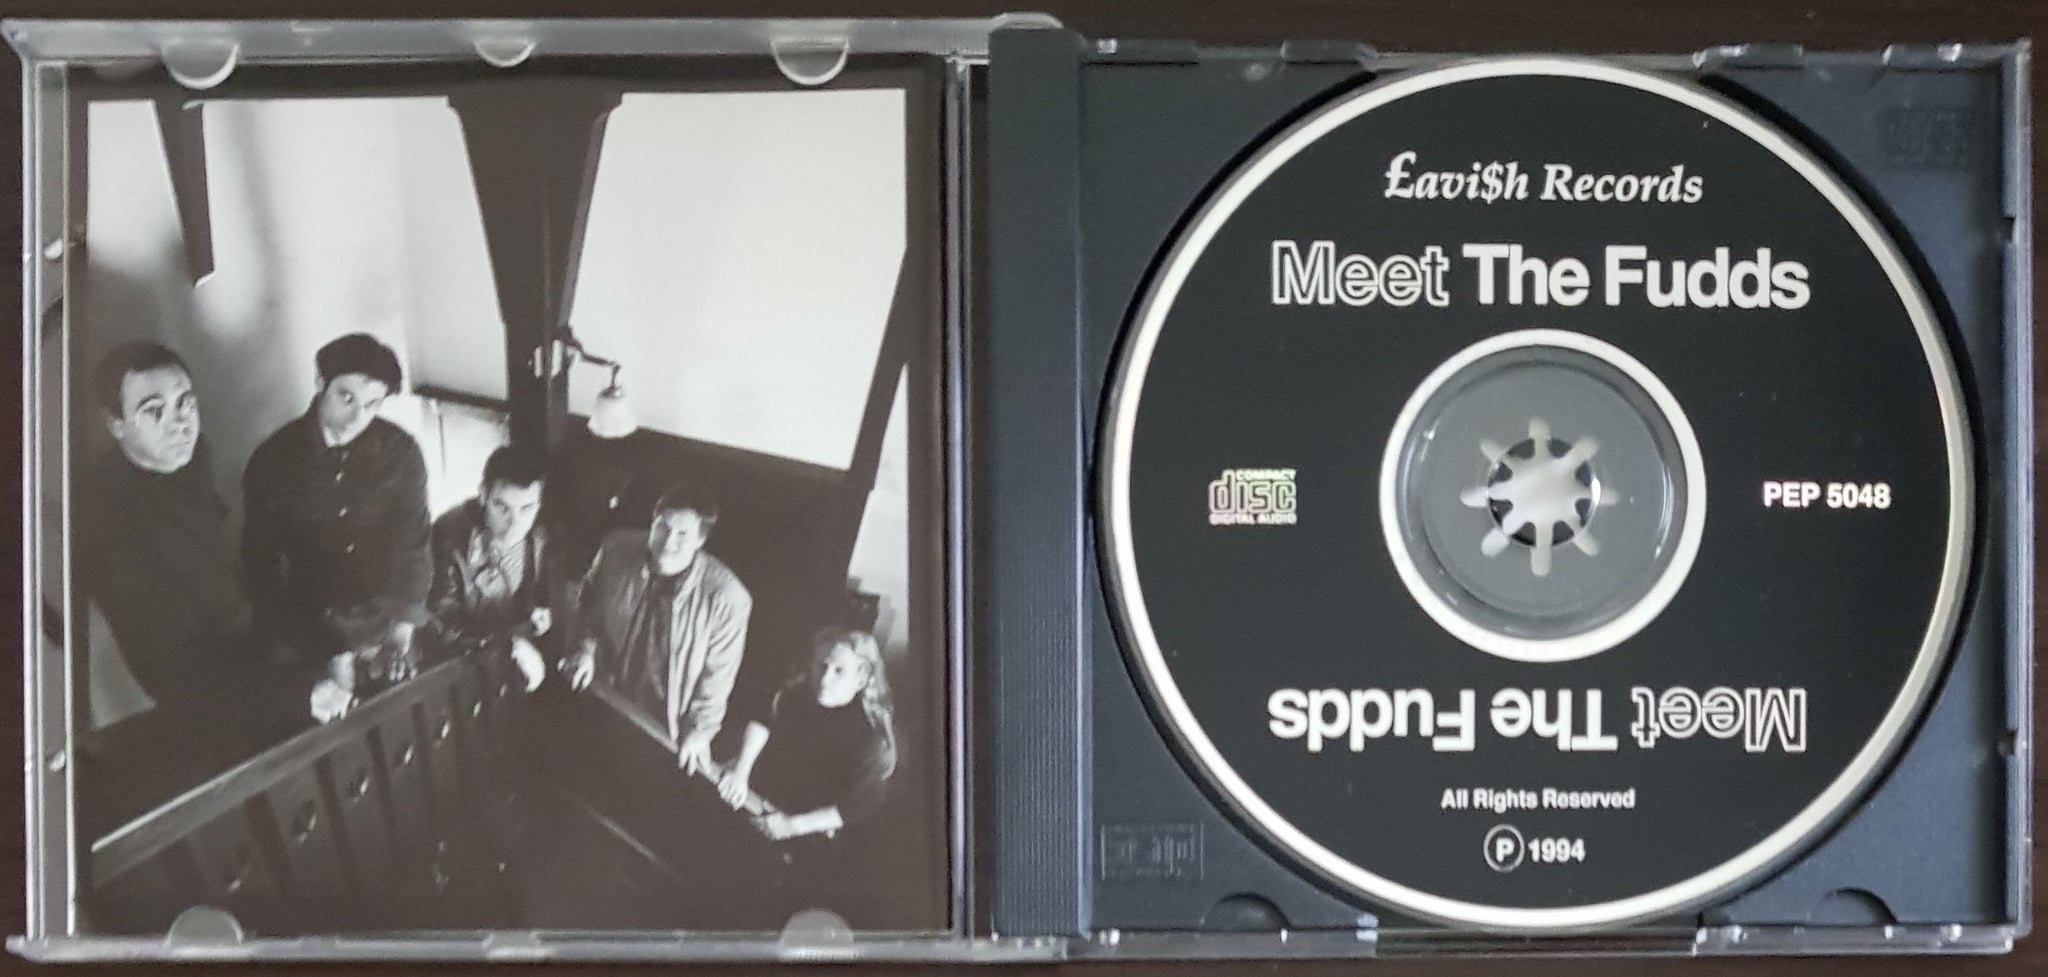 £avi$h Records
Meet The Fudds
COMPACT
disc
DIGITAL AUDIO
PEP 5048
Meet The Fudds
All Rights Reserved
Ⓟ 1994